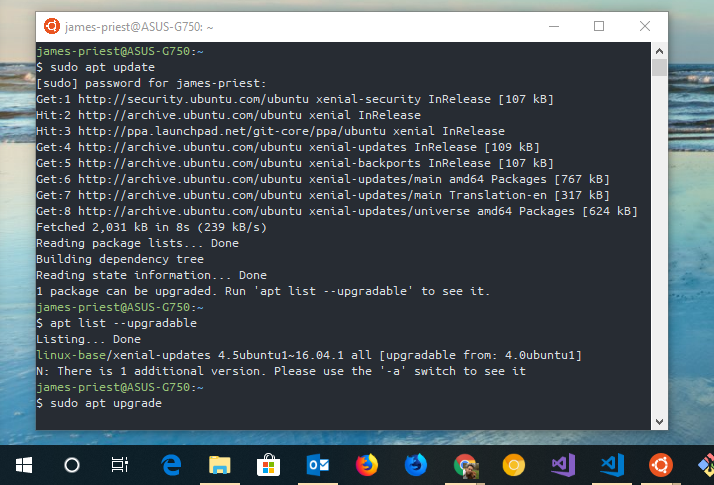 james-priest@ASUS-G750: ~
james-priest@ASUS-G750:~
$ sudo apt update
[sudo] password for james-priest:
Get:1 http://security.ubuntu.com/ubuntu xenial-security InRelease [107 kB]
Hit:2 http://archive.ubuntu.com/ubuntu xenial InRelease
Hit:3 http://ppa.launchpad.net/git-core/ppa/ubuntu xenial InRelease
Get:4 http://archive.ubuntu.com/ubuntu xenial-updates InRelease [109 kB]
Get:5 http://archive.ubuntu.com/ubuntu xenial-backports InRelease [107 kB]
Get:6 http://archive.ubuntu.com/ubuntu xenial-updates/main amd64 Packages [767 kB]
Get:7 http://archive.ubuntu.com/ubuntu xenial-updates/main Translation-en [317 kB]
Get:8 http://archive.ubuntu.com/ubuntu xenial-updates/universe amd64 Packages [624 kB]
Fetched 2,031 kB in 8s (239 kB/s)
Reading package lists... Done
Building dependency tree
Reading state information... Done
1 package can be upgraded. Run 'apt list --upgradable' to see it.
james-priest@ASUS-G750:~
$ apt list --upgradable
Listing... Done
linux-base/xenial-updates 4.5ubuntu1~16.04.1 all [upgradable from: 4.0ubuntu1]
N: There is 1 additional version. Please use the '-a' switch to see it
james-priest@ASUS-G750:~
$ sudo apt upgrade